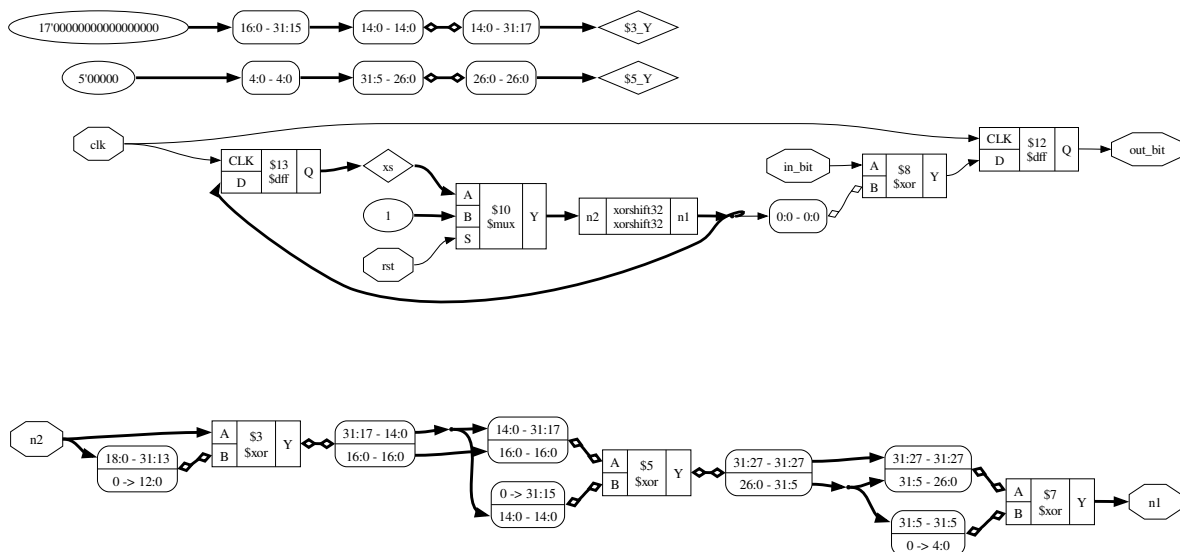 17'00000000000000000 16:0 - 31:15 14:0 - 14:0 14:0 - 31:17 $3_Y
5'00000 4:0 - 4:0 31:5 - 26:0 26:0 - 26:0 $5_Y
clk
CLK
D
$13
$dff
Q
xs
1
rst
A
B
S
$10
$mux
Y
n2
xorshift32
xorshift32
n1
0:0 - 0:0
in_bit
A
B
$8
$xor
Y
CLK
D
$12
$dff
Q
out_bit
n2
18:0 - 31:13
0 -> 12:0
A
B
$3
$xor
Y
31:17 - 14:0
16:0 - 16:0
14:0 - 31:17
16:0 - 16:0
0 -> 31:15
14:0 - 14:0
A
B
$5
$xor
Y
31:27 - 31:27
26:0 - 31:5
31:27 - 31:27
31:5 - 26:0
31:5 - 31:5
0 -> 4:0
A
B
$7
$xor
Y
n1